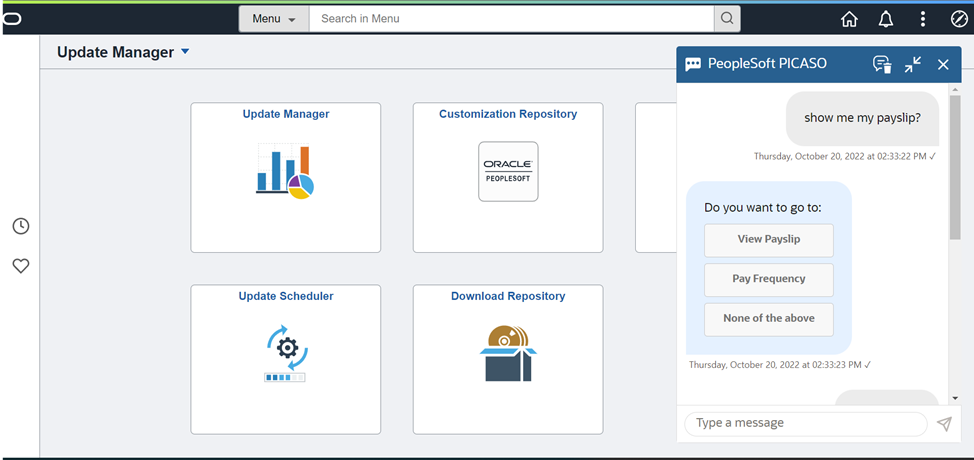 Menu
Search in Menu
Update Manager
Update Manager
Customization Repository
ORACLE
PEOPLESOFT
Update Scheduler
Download Repository
PeopleSoft PICASO
show me my payslip?
Thursday, October 20, 2022 at 02:33:22 PM ✓
Do you want to go to:
View Payslip
Pay Frequency
None of the above
Thursday, October 20, 2022 at 02:33:23 PM ✓
Type a message